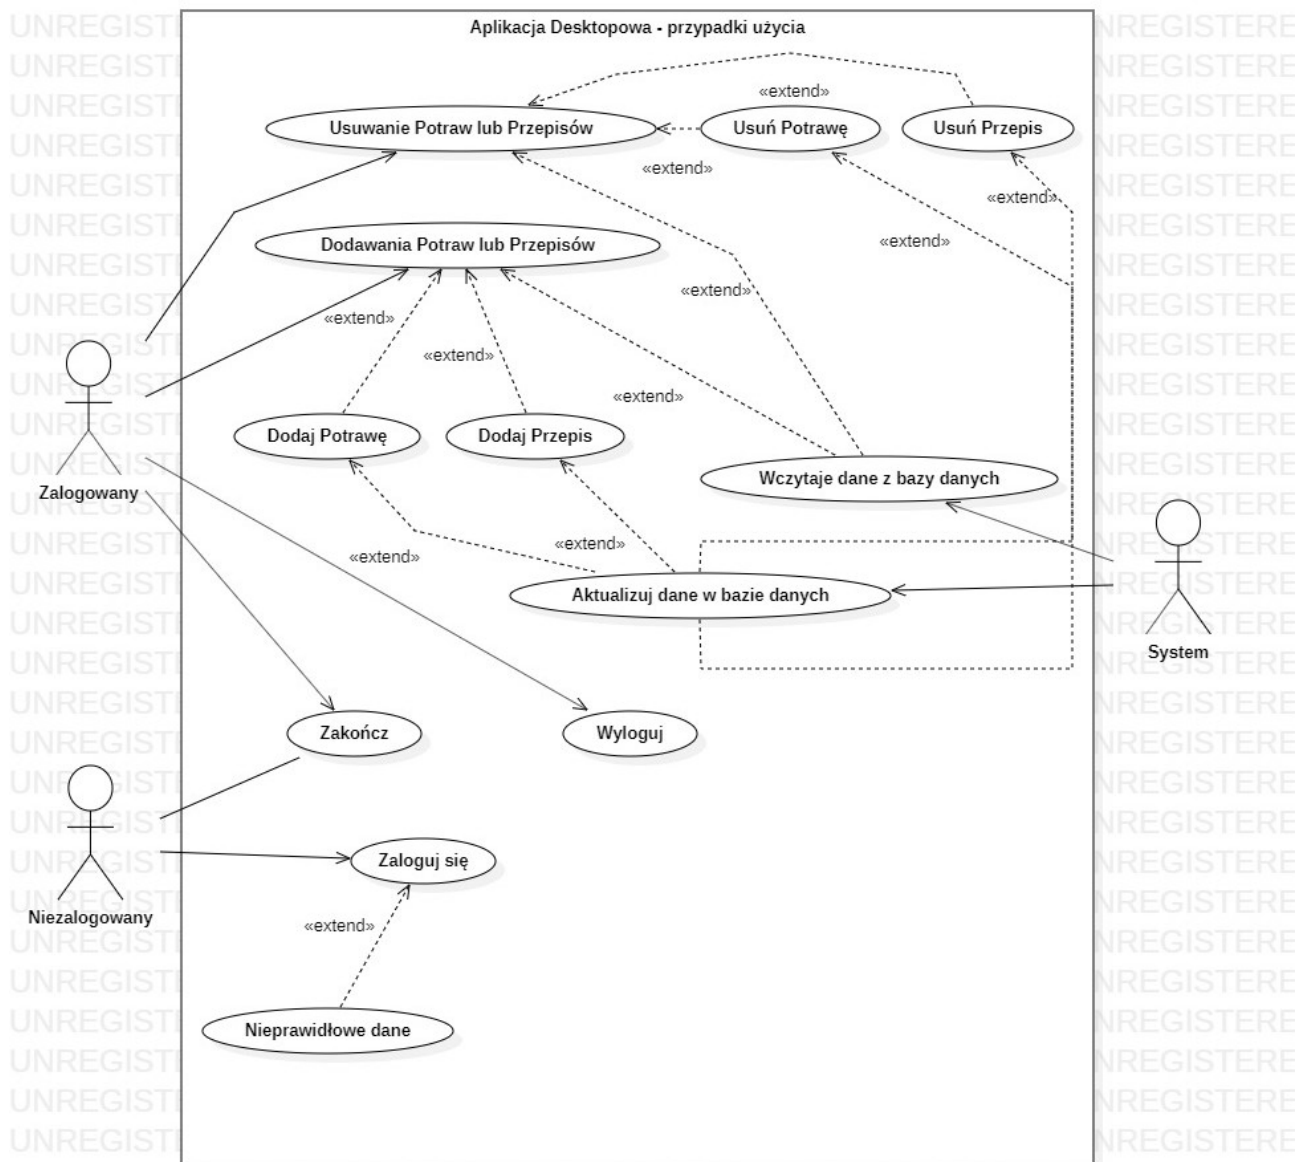 Aplikacja Desktopowa - przypadki użycia
«extend»
Usuwanie Potraw lub Przepisów
Usuń Potrawę
Usuń Przepis
«extend»
«extend»
Dodawania Potraw lub Przepisów
«extend»
«extend»
«extend»
«extend»
«extend»
Dodaj Potrawę
Dodaj Przepis
Wczytaje dane z bazy danych
Zalogowany
«extend»
«extend»
Aktualizuj dane w bazie danych
System
Zakończ
Wyloguj
Zaloguj się
Niezalogowany
«extend»
Nieprawidłowe dane